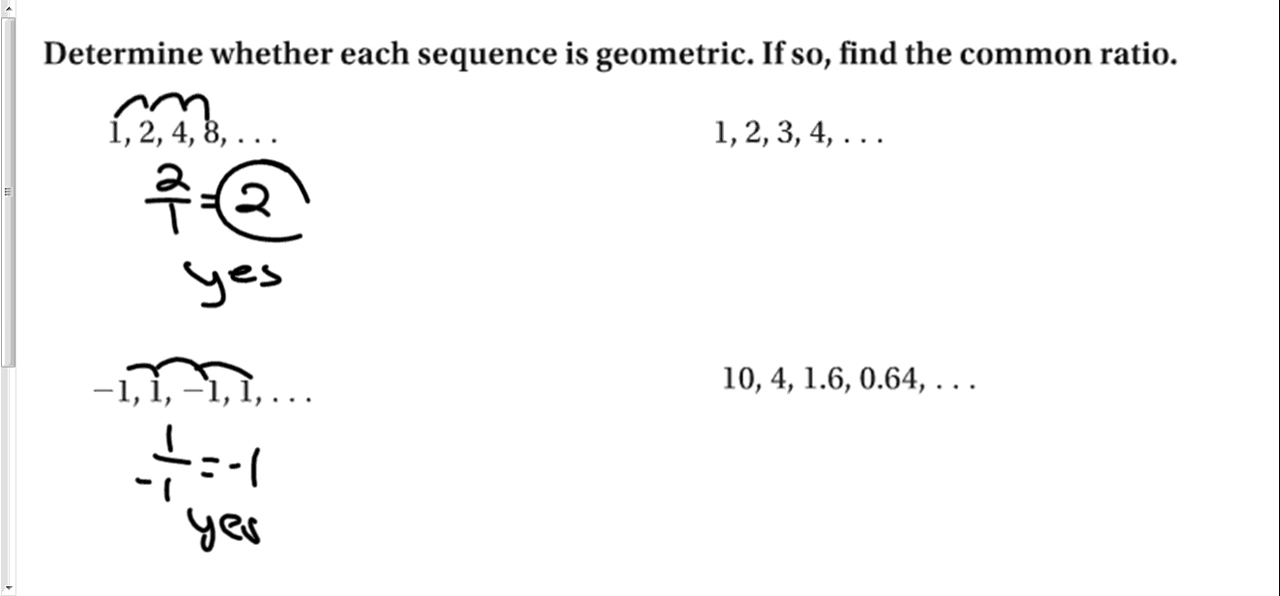 Determine whether each sequence is geometric. If so, find the common ratio.
1, 2, 4, 8, . . .
2/1 = 2
yes
1, 2, 3, 4, . . .
−1, 1, −1, 1, . . .
1/-1 = -1
yes
10, 4, 1.6, 0.64, . . .